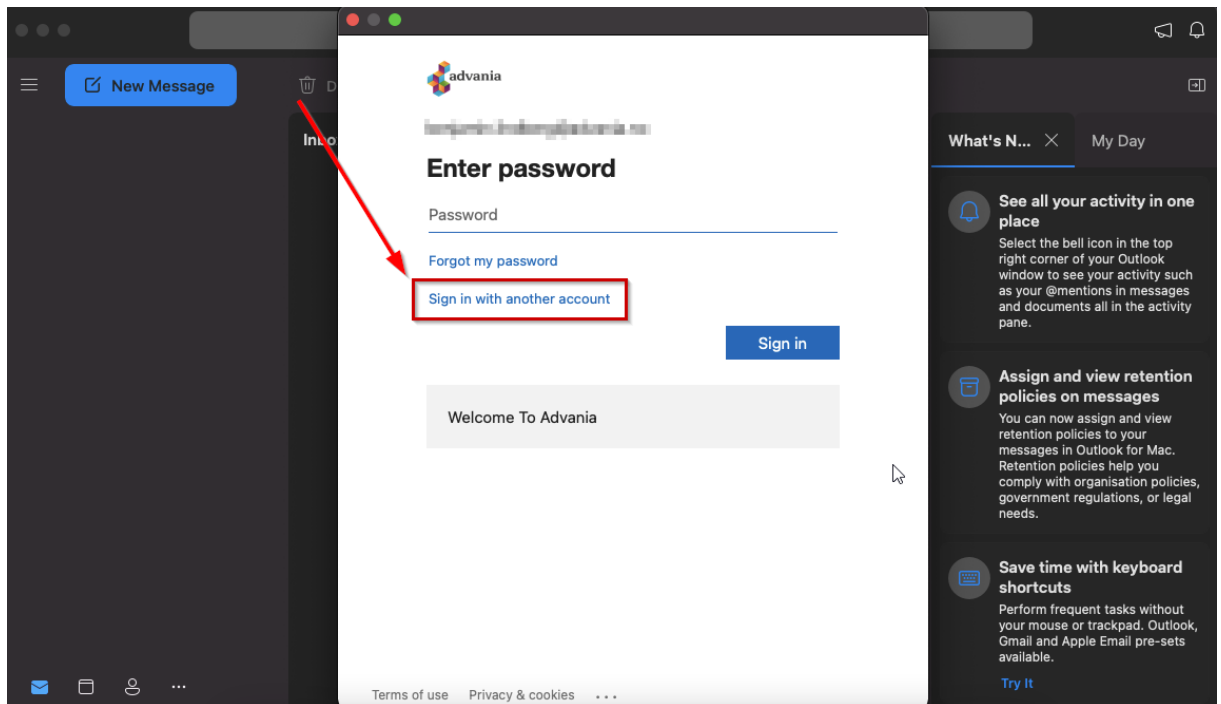 New Message
D
Inbo
advania
Enter password
Password
Forgot my password
Sign in with another account
Sign in
Welcome To Advania
Terms of use Privacy & cookies ...
What's N... My Day
See all your activity in one
place
Select the bell icon in the top
right corner of your Outlook
window to see your activity such
as your @mentions in messages
and documents all in the activity
pane.
Assign and view retention
policies on messages
You can now assign and view
retention policies to your
messages in Outlook for Mac.
Retention policies help you
comply with organisation policies,
government regulations, or legal
needs.
Save time with keyboard
shortcuts
Perform frequent tasks without
your mouse or trackpad. Outlook,
Gmail and Apple Email pre-sets
available.
Try It